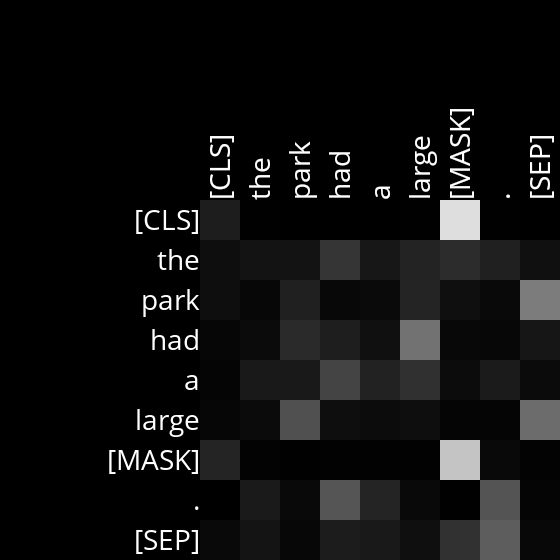 [CLS] the park had a large [MASK] . [SEP]
[CLS]
the
park
had
a
large
[MASK]
.
[SEP]